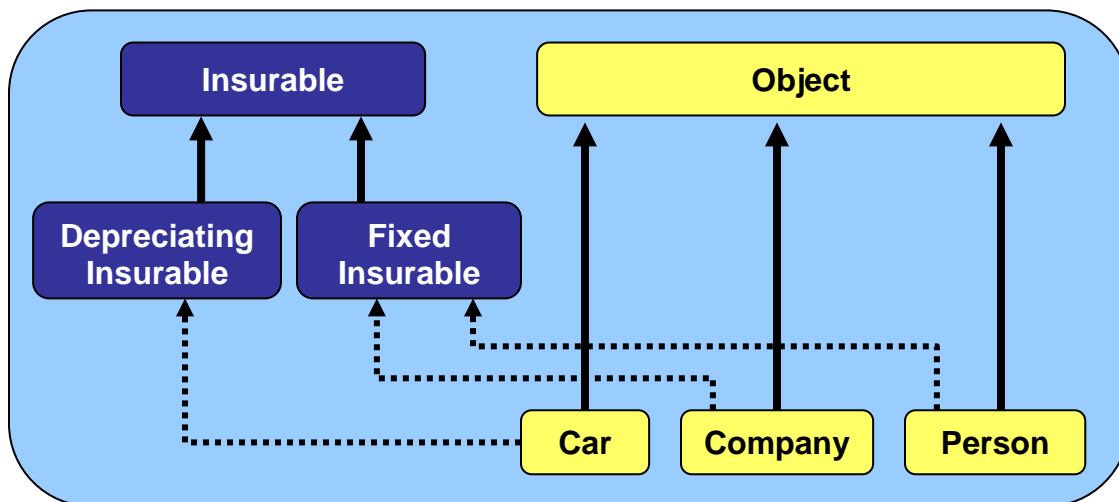 Insurable
Object
Depreciating
Insurable
Fixed
Insurable
Car
Company
Person